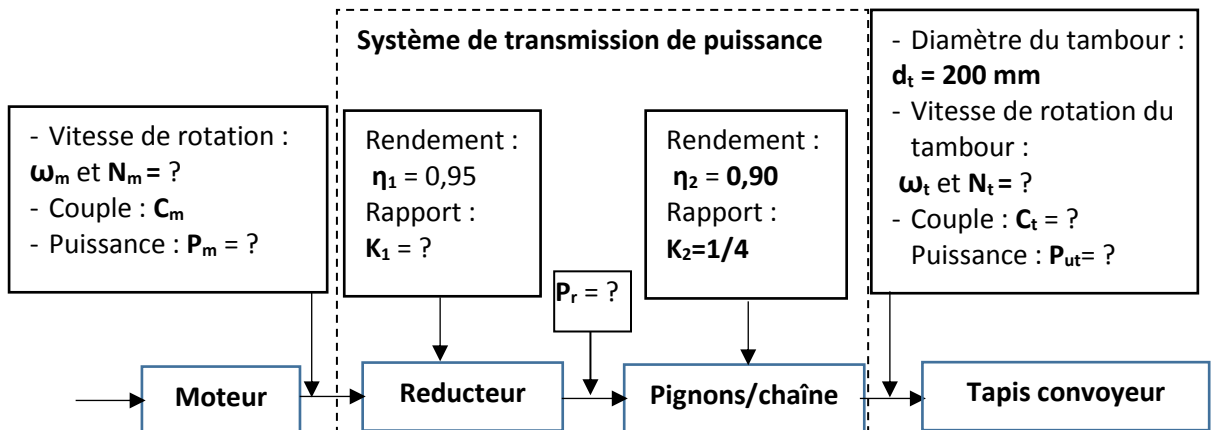 Système de transmission de puissance
- Vitesse de rotation :
ωm et Nm = ?
- Couple : Cm
- Puissance : Pm = ?
Rendement :
η1 = 0,95
Rapport :
K1 = ?
Pr = ?
Rendement :
η2 = 0,90
Rapport :
K2=1/4
- Diamètre du tambour :
dt = 200 mm
- Vitesse de rotation du
tambour :
ωt et Nt = ?
- Couple : Ct = ?
Puissance : Put= ?
Moteur
Reducteur
Pignons/chaîne
Tapis convoyeur